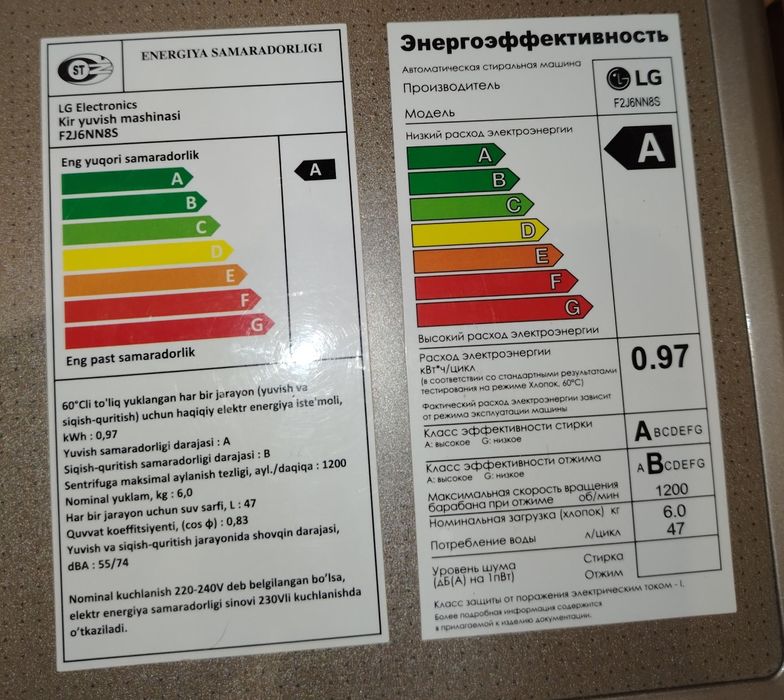 ST
ENERGIYA SAMARADORLIGI
LG Electronics
Kir yuvish mashinasi
F2J6NN8S
Eng yuqori samaradorlik
A
A
B
C
D
E
F
G
Eng past samaradorlik
60°Cli to'liq yuklangan har bir jarayon (yuvish va
siqish-quritish) uchun haqiqiy elektr energiya iste'moli,
kWh : 0,97
Yuvish samaradorligi darajasi : A
Siqish-quritish samaradorligi darajasi : B
Sentrifuga maksimal aylanish tezligi, ayl./daqiqa : 1200
Nominal yuklam, kg : 6,0
Har bir jarayon uchun suv sarfi, L : 47
Quvvat koeffitsiyenti, (cos ϕ) : 0,83
Yuvish va siqish-quritish jarayonida shovqin darajasi,
dBA : 55/74
Nominal kuchlanish 220-240V deb belgilangan bo'lsa,
elektr energiya samaradorligi sinovi 230Vli kuchlanishda
o'tkaziladi.
Энергоэффективность
Автоматическая стиральная машина
Производитель
LG
Модель
F2J6NN8S
Низкий расход электроэнергии
A
A
B
C
D
E
F
G
Высокий расход электроэнергии
Расход электроэнергии
кВт*ч/цикл
0.97
(в соответствии со стандартными результатами
тестирования на режиме Хлопок, 60°C)
Фактический расход электроэнергии зависит
от режима эксплуатации машины
Класс эффективности стирки
A: высокое G: низкое
ABCDEFG
Класс эффективности отжима
A: высокое G: низкое
ABCDEFG
Максимальная скорость вращения
барабана при отжиме об/мин
1200
Номинальная загрузка (хлопок) кг
6.0
Потребление воды л/цикл
47
Уровень шума Стирка
(дБ(А) на 1пВт) Отжим
Класс защиты от поражения электрическим током - I.
Более подробная информация содержится
в прилагаемой к изделию документации.